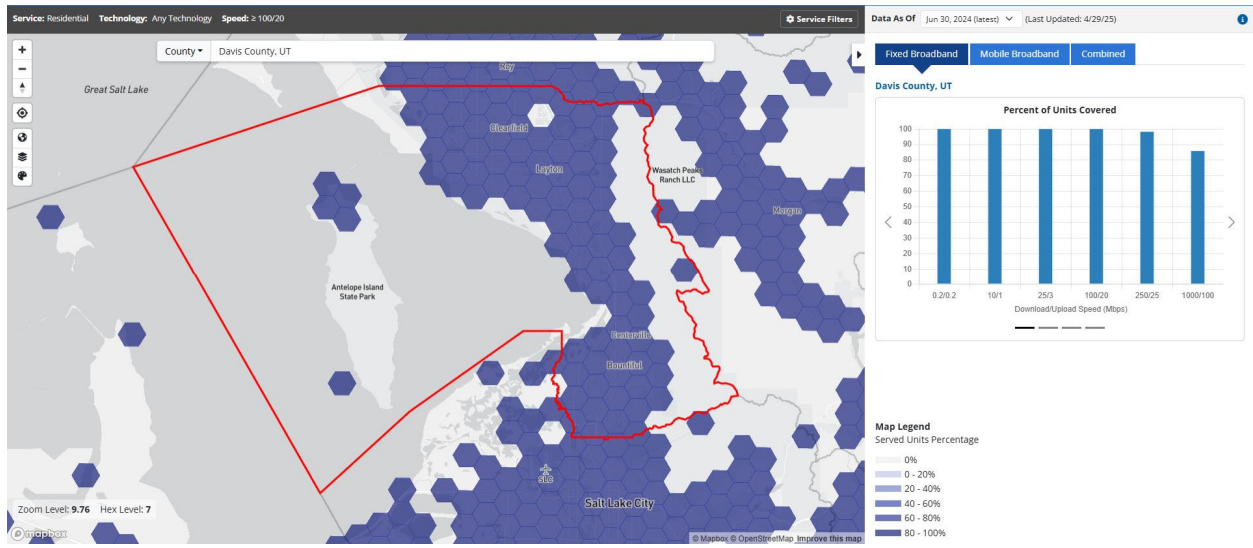 Service: Residential Technology: Any Technology Speed: ≥ 100/20
Service Filters
County
Davis County, UT
Great Salt Lake
Roy
Clearfield
Layton
Wasatch Peaks
Ranch LLC
Morgan
Antelope Island
State Park
Centerville
Bountiful
SLC
Salt Lake City
Zoom Level: 9.76 Hex Level: 7
mapbox
© Mapbox © OpenStreetMap Improve this map
Data As Of Jun 30, 2024 (latest) (Last Updated: 4/29/25)
Fixed Broadband Mobile Broadband Combined
Davis County, UT
Percent of Units Covered
100
90
80
70
60
50
40
30
20
10
0
0.2/0.2 10/1 25/3 100/20 250/25 1000/100
Download/Upload Speed (Mbps)
Map Legend
Served Units Percentage
0%
0 - 20%
20 - 40%
40 - 60%
60 - 80%
80 - 100%